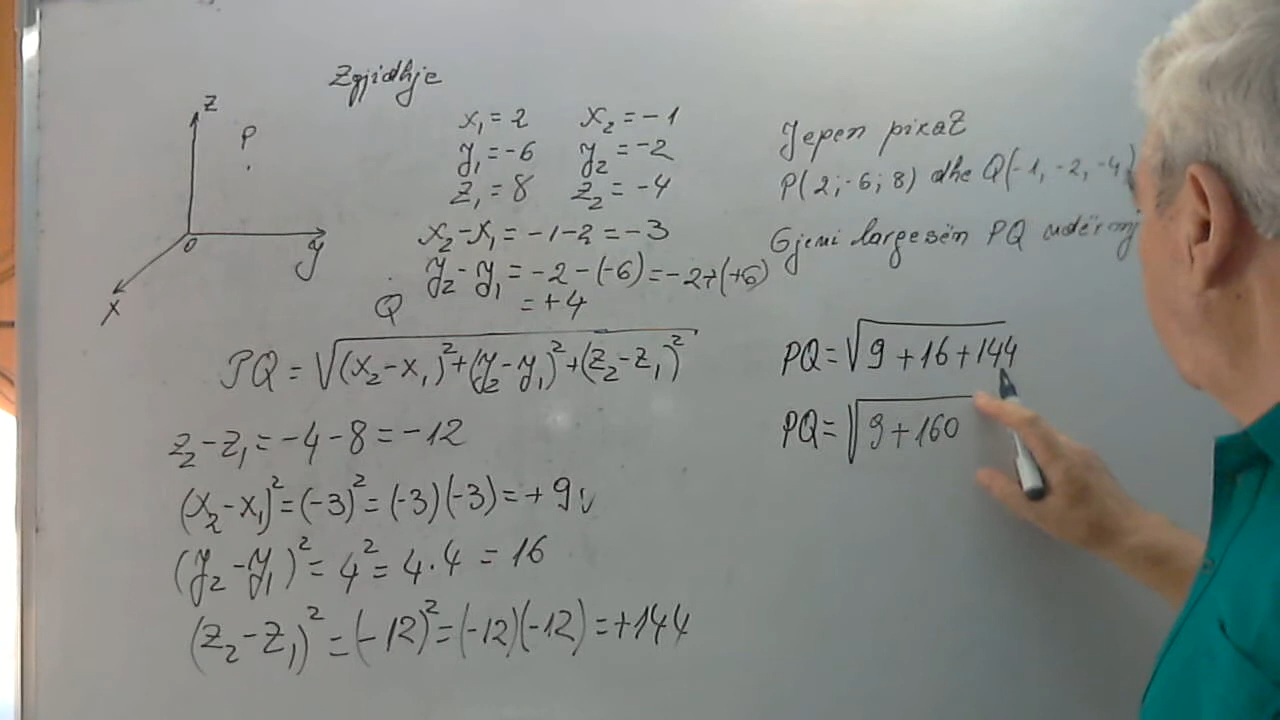 Zgjidhje
z
P
O
y
x
Q
x₁ = 2 x₂ = -1
y₁ = -6 y₂ = -2
z₁ = 8 z₂ = -4
x₂ - x₁ = -1 - 2 = -3
y₂ - y₁ = -2 - (-6) = -2 + (+6)
= +4
PQ = √(x₂ - x₁)² + (y₂ - y₁)² + (z₂ - z₁)²
z₂ - z₁ = -4 - 8 = -12
(x₂ - x₁)² = (-3)² = (-3)(-3) = +9
(y₂ - y₁)² = 4² = 4 · 4 = 16
(z₂ - z₁)² = (-12)² = (-12)(-12) = +144
Jepen pikat
P(2; -6; 8) dhe Q(-1, -2, -4)
Gjeni largesën PQ
PQ = √9 + 16 + 144
PQ = √9 + 160